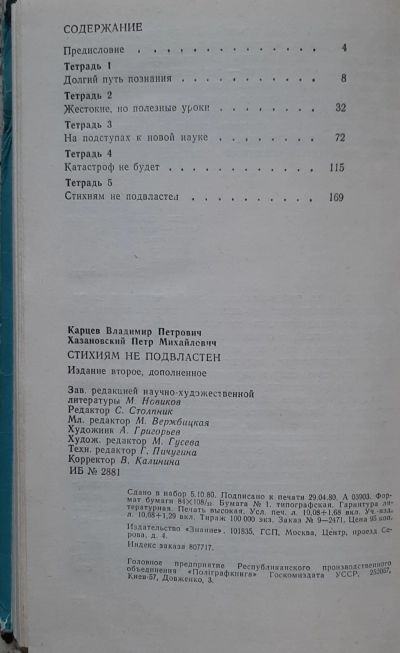 СОДЕРЖАНИЕ
Предисловие . . . . . . . . . . . . . 4
Тетрадь 1
Долгий путь познания . . . . . . . . . 8
Тетрадь 2
Жестокие, но полезные уроки . . . . . . . 32
Тетрадь 3
На подступах к новой науке . . . . . . . 72
Тетрадь 4
Катастроф не будет . . . . . . . . . . 115
Тетрадь 5
Стихиям не подвластен . . . . . . . . . 169
Карцев Владимир Петрович
Хазановский Петр Михайлович
СТИХИЯМ НЕ ПОДВЛАСТЕН
Издание второе, дополненное
Зав. редакцией научно-художественной
литературы М. Новиков
Редактор С. Столпник
Мл. редактор М. Вержбицкая
Художник А. Григорьев
Худож. редактор М. Гусева
Техн. редактор Г. Пичугина
Корректор В. Калинина
ИБ № 2881
Сдано в набор 5.10.80. Подписано к печати 29.04.80. А 03903. Фор-
мат бумаги 84×108/32. Бумага № 1. типографская. Гарнитура ли-
тературная. Печать высокая. Усл. печ. л. 10,08+1,68 вкл. Уч.-изд.
л. 10,08+1,29 вкл. Тираж 100 000 экз. Заказ № 9—2471. Цена 95 коп.
Издательство «Знание». 101835, ГСП, Москва, Центр, проезд Се-
рова, д. 4.
Индекс заказа 807717.
Головное предприятие Республиканского производственного
объединения «Поліграфкнига» Госкомиздата УССР, 252057,
Киев-57, Довженко, 3.